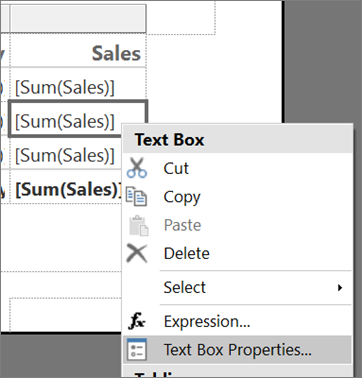 Sales
[Sum(Sales)]
[Sum(Sales)]
[Sum(Sales)]
[Sum(Sales)]
Text Box
Cut
Copy
Paste
Delete
Select
fx Expression...
Text Box Properties...